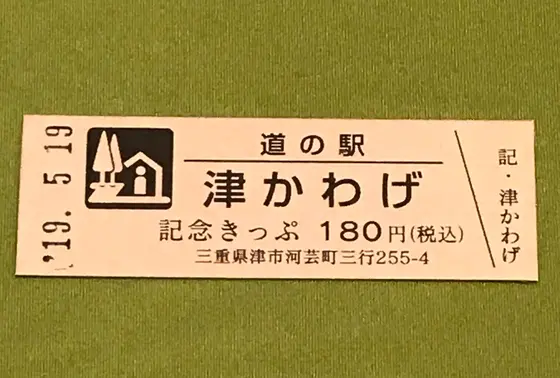 '19. 5 19
道の駅
津かわげ
記念きっぷ 180円(税込)
三重県津市河芸町三行255-4
記・津かわげ